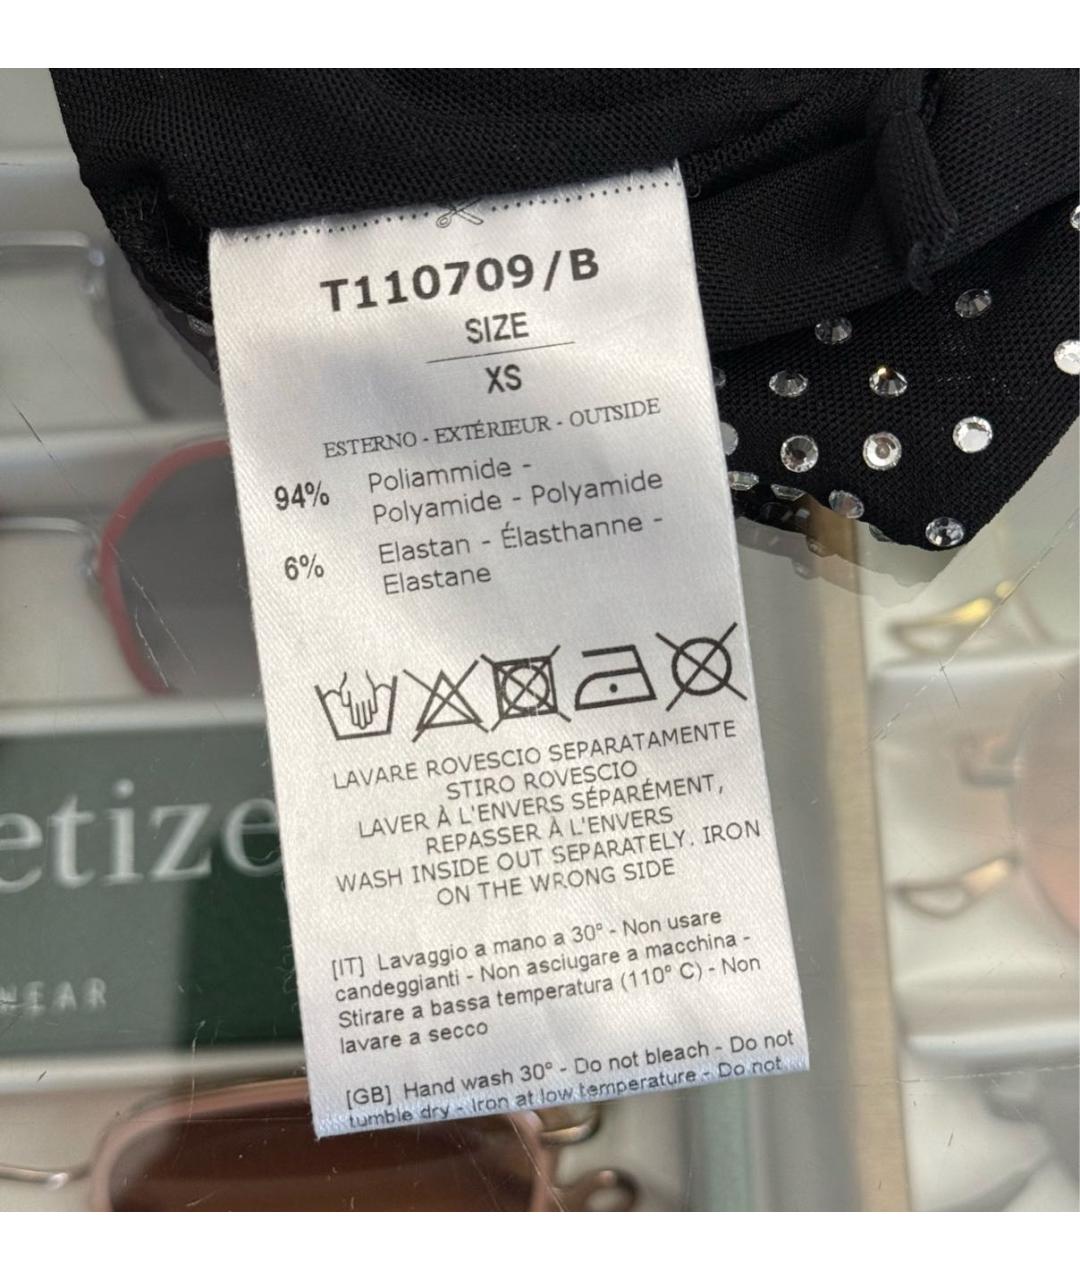 T110709/B
SIZE
XS
ESTERNO - EXTÉRIEUR - OUTSIDE
94% Poliammide -
Polyamide - Polyamide
6% Elastan - Élasthanne -
Elastane
LAVARE ROVESCIO SEPARATAMENTE
STIRO ROVESCIO
LAVER À L'ENVERS SÉPARÉMENT,
REPASSER À L'ENVERS
WASH INSIDE OUT SEPARATELY. IRON
ON THE WRONG SIDE
[IT] Lavaggio a mano a 30° - Non usare
candeggianti - Non asciugare a macchina -
Stirare a bassa temperatura (110° C) - Non
lavare a secco
[GB] Hand wash 30° - Do not bleach - Do not
tumble dry - Iron at low temperature - Do not
etize
EAR